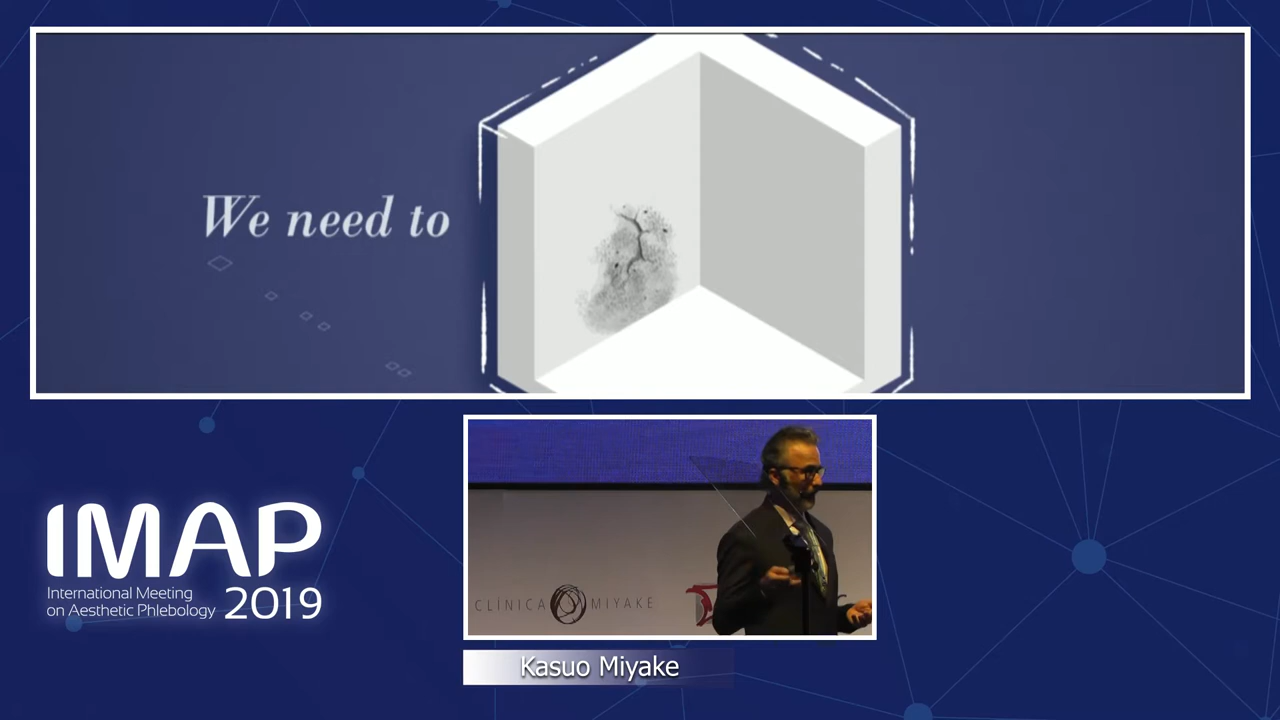 We need to
IMAP
International Meeting
on Aesthetic Phlebology 2019
CLÍNICA MIYAKE
Kasuo Miyake